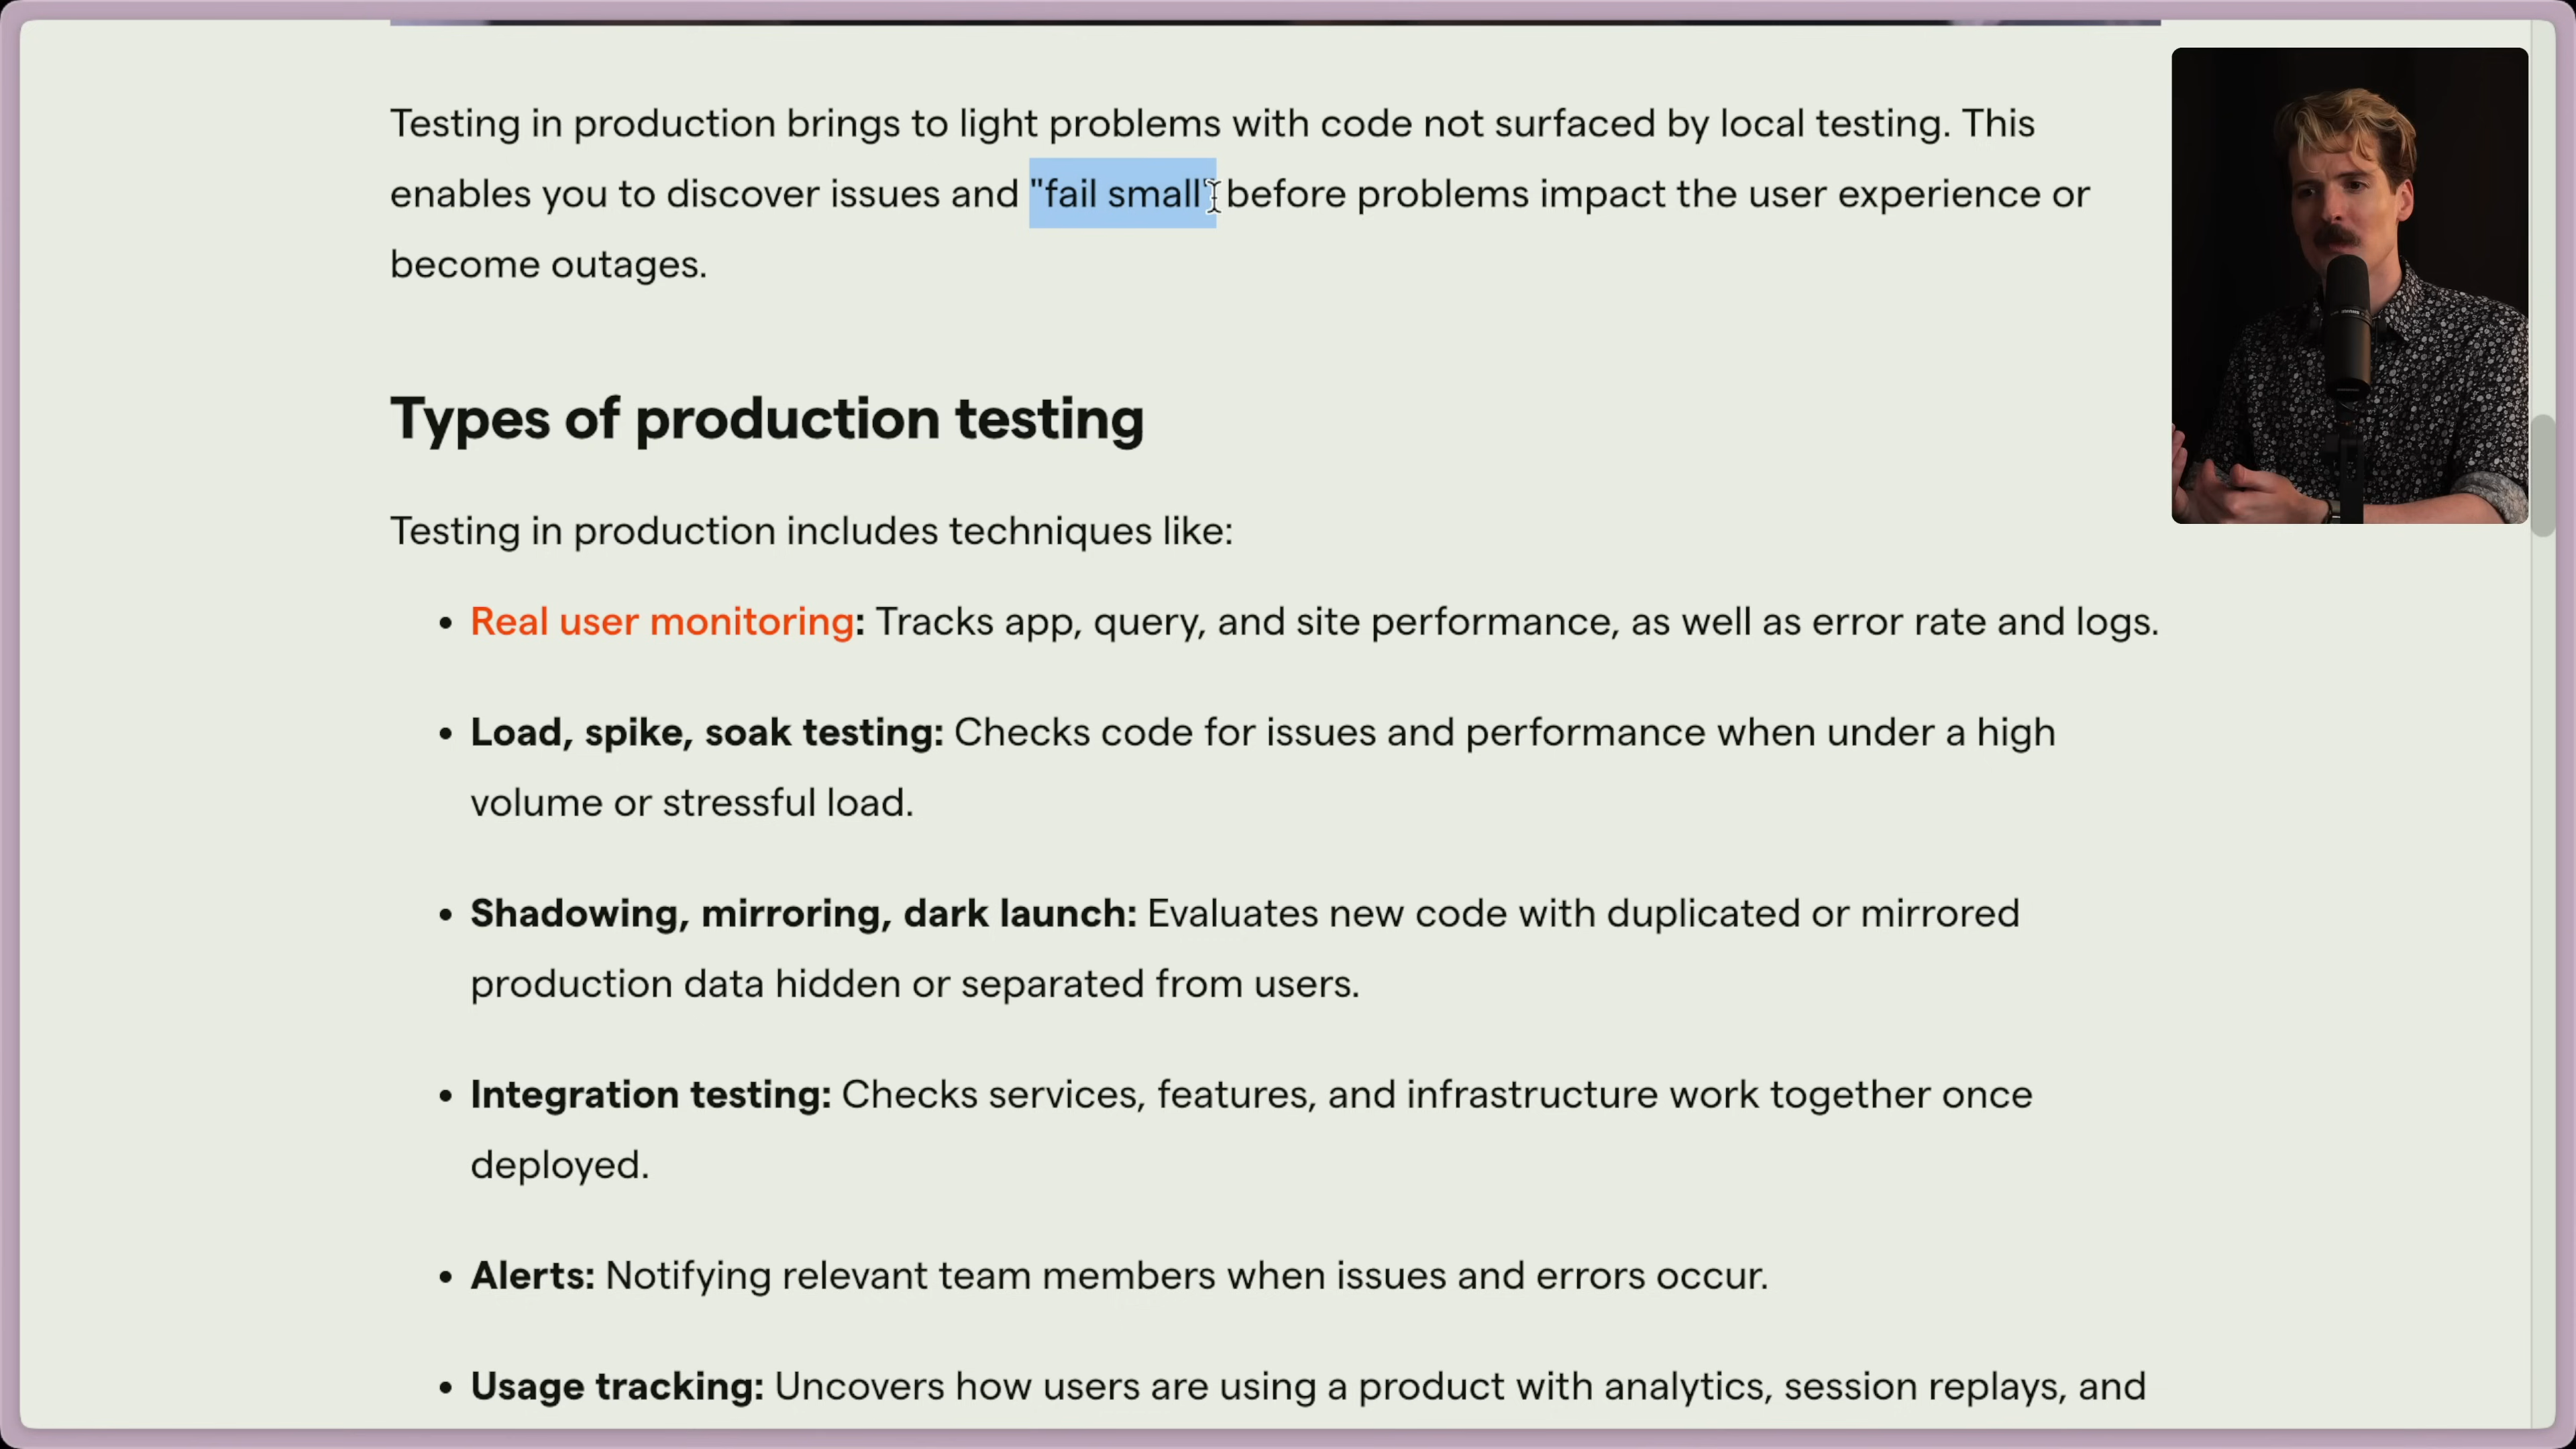 Testing in production brings to light problems with code not surfaced by local testing. This
enables you to discover issues and "fail small" before problems impact the user experience or
become outages.
Types of production testing
Testing in production includes techniques like:
• Real user monitoring: Tracks app, query, and site performance, as well as error rate and logs.
• Load, spike, soak testing: Checks code for issues and performance when under a high
volume or stressful load.
• Shadowing, mirroring, dark launch: Evaluates new code with duplicated or mirrored
production data hidden or separated from users.
• Integration testing: Checks services, features, and infrastructure work together once
deployed.
• Alerts: Notifying relevant team members when issues and errors occur.
• Usage tracking: Uncovers how users are using a product with analytics, session replays, and